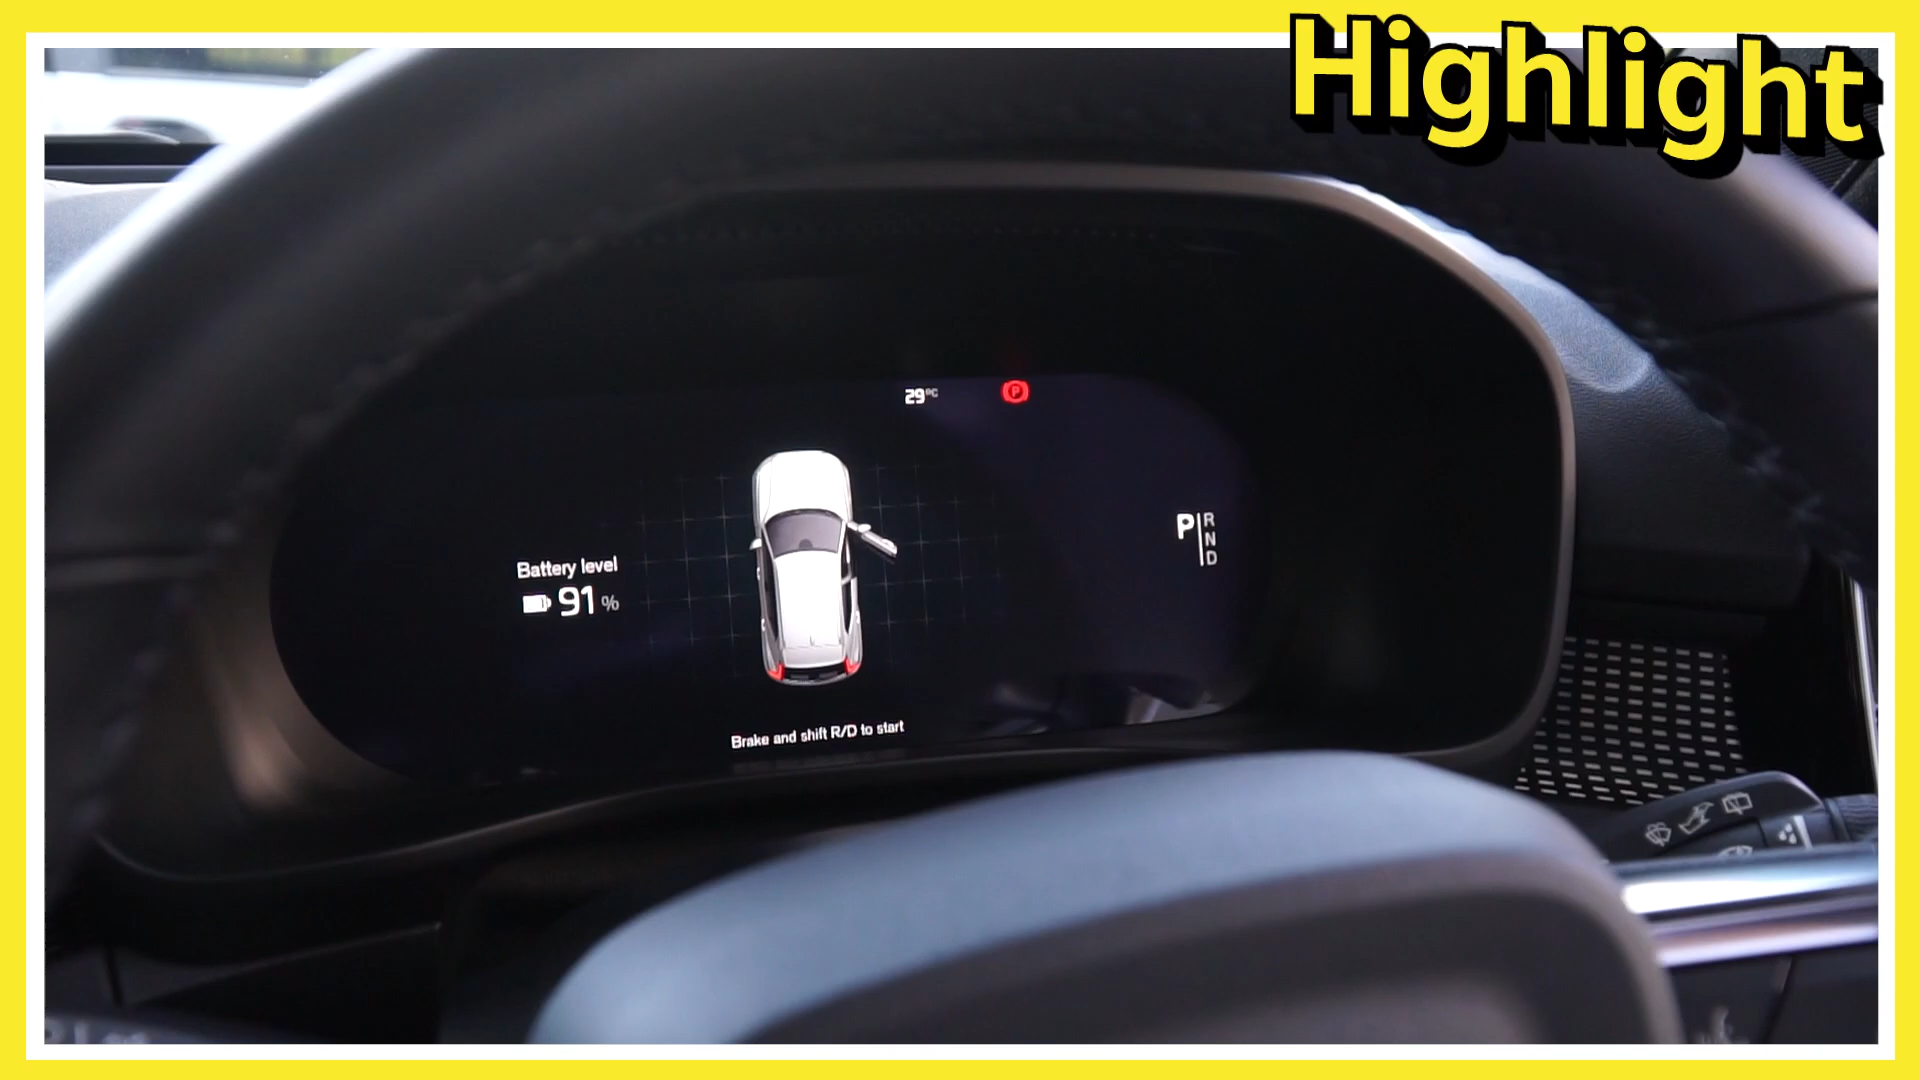 Highlight
29°C
P
P
R
N
D
Battery level
91 %
Brake and shift R/D to start